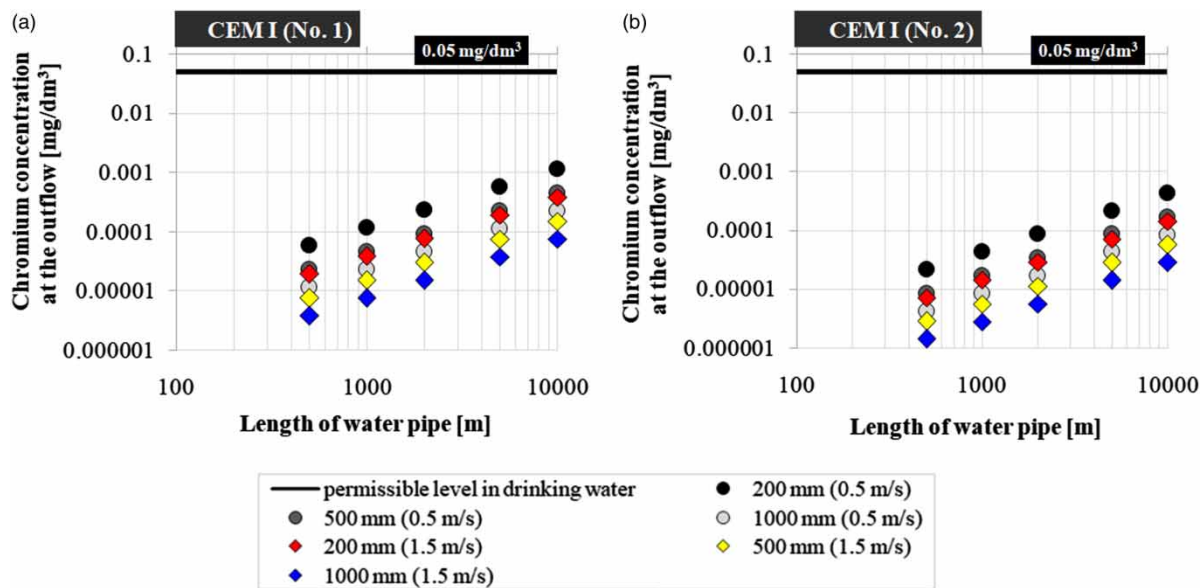 (a)
CEM I (No. 1)
0.05 mg/dm³
Chromium concentration
at the outflow [mg/dm³]
0.1
0.01
0.001
0.0001
0.00001
0.000001
100
1000
10000
Length of water pipe [m]
(b)
CEM I (No. 2)
0.05 mg/dm³
Chromium concentration
at the outflow [mg/dm³]
0.1
0.01
0.001
0.0001
0.00001
0.000001
100
1000
10000
Length of water pipe [m]
permissible level in drinking water
200 mm (0.5 m/s)
500 mm (0.5 m/s)
1000 mm (0.5 m/s)
200 mm (1.5 m/s)
500 mm (1.5 m/s)
1000 mm (1.5 m/s)